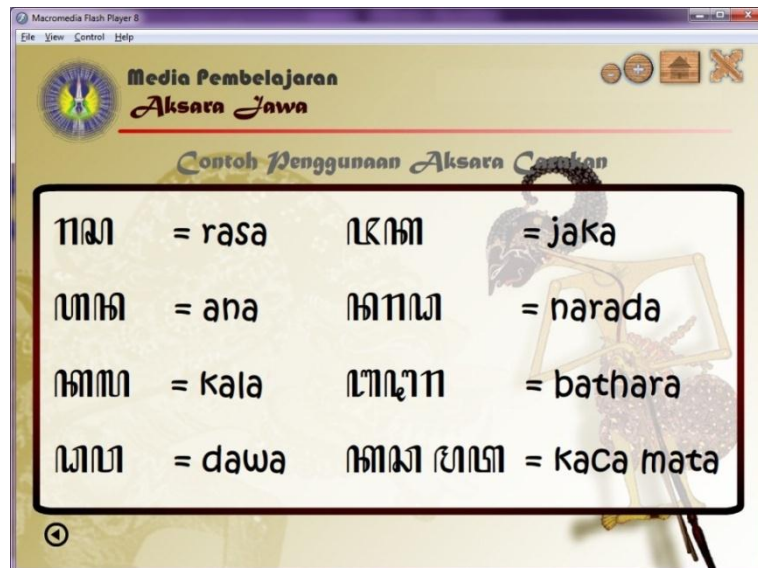 Macromedia Flash Player 8
File View Control Help
Media Pembelajaran
Aksara Jawa
Contoh Penggunaan Aksara Carakan
ꦫꦱ = rasa ꦗꦏ = jaka
ꦲꦤ = ana ꦤꦫꦢ = narada
ꦏꦭ = kala ꦧꦛꦫ = bathara
ꦢꦮ = dawa ꦏꦕ ꦩꦠ = kaca mata